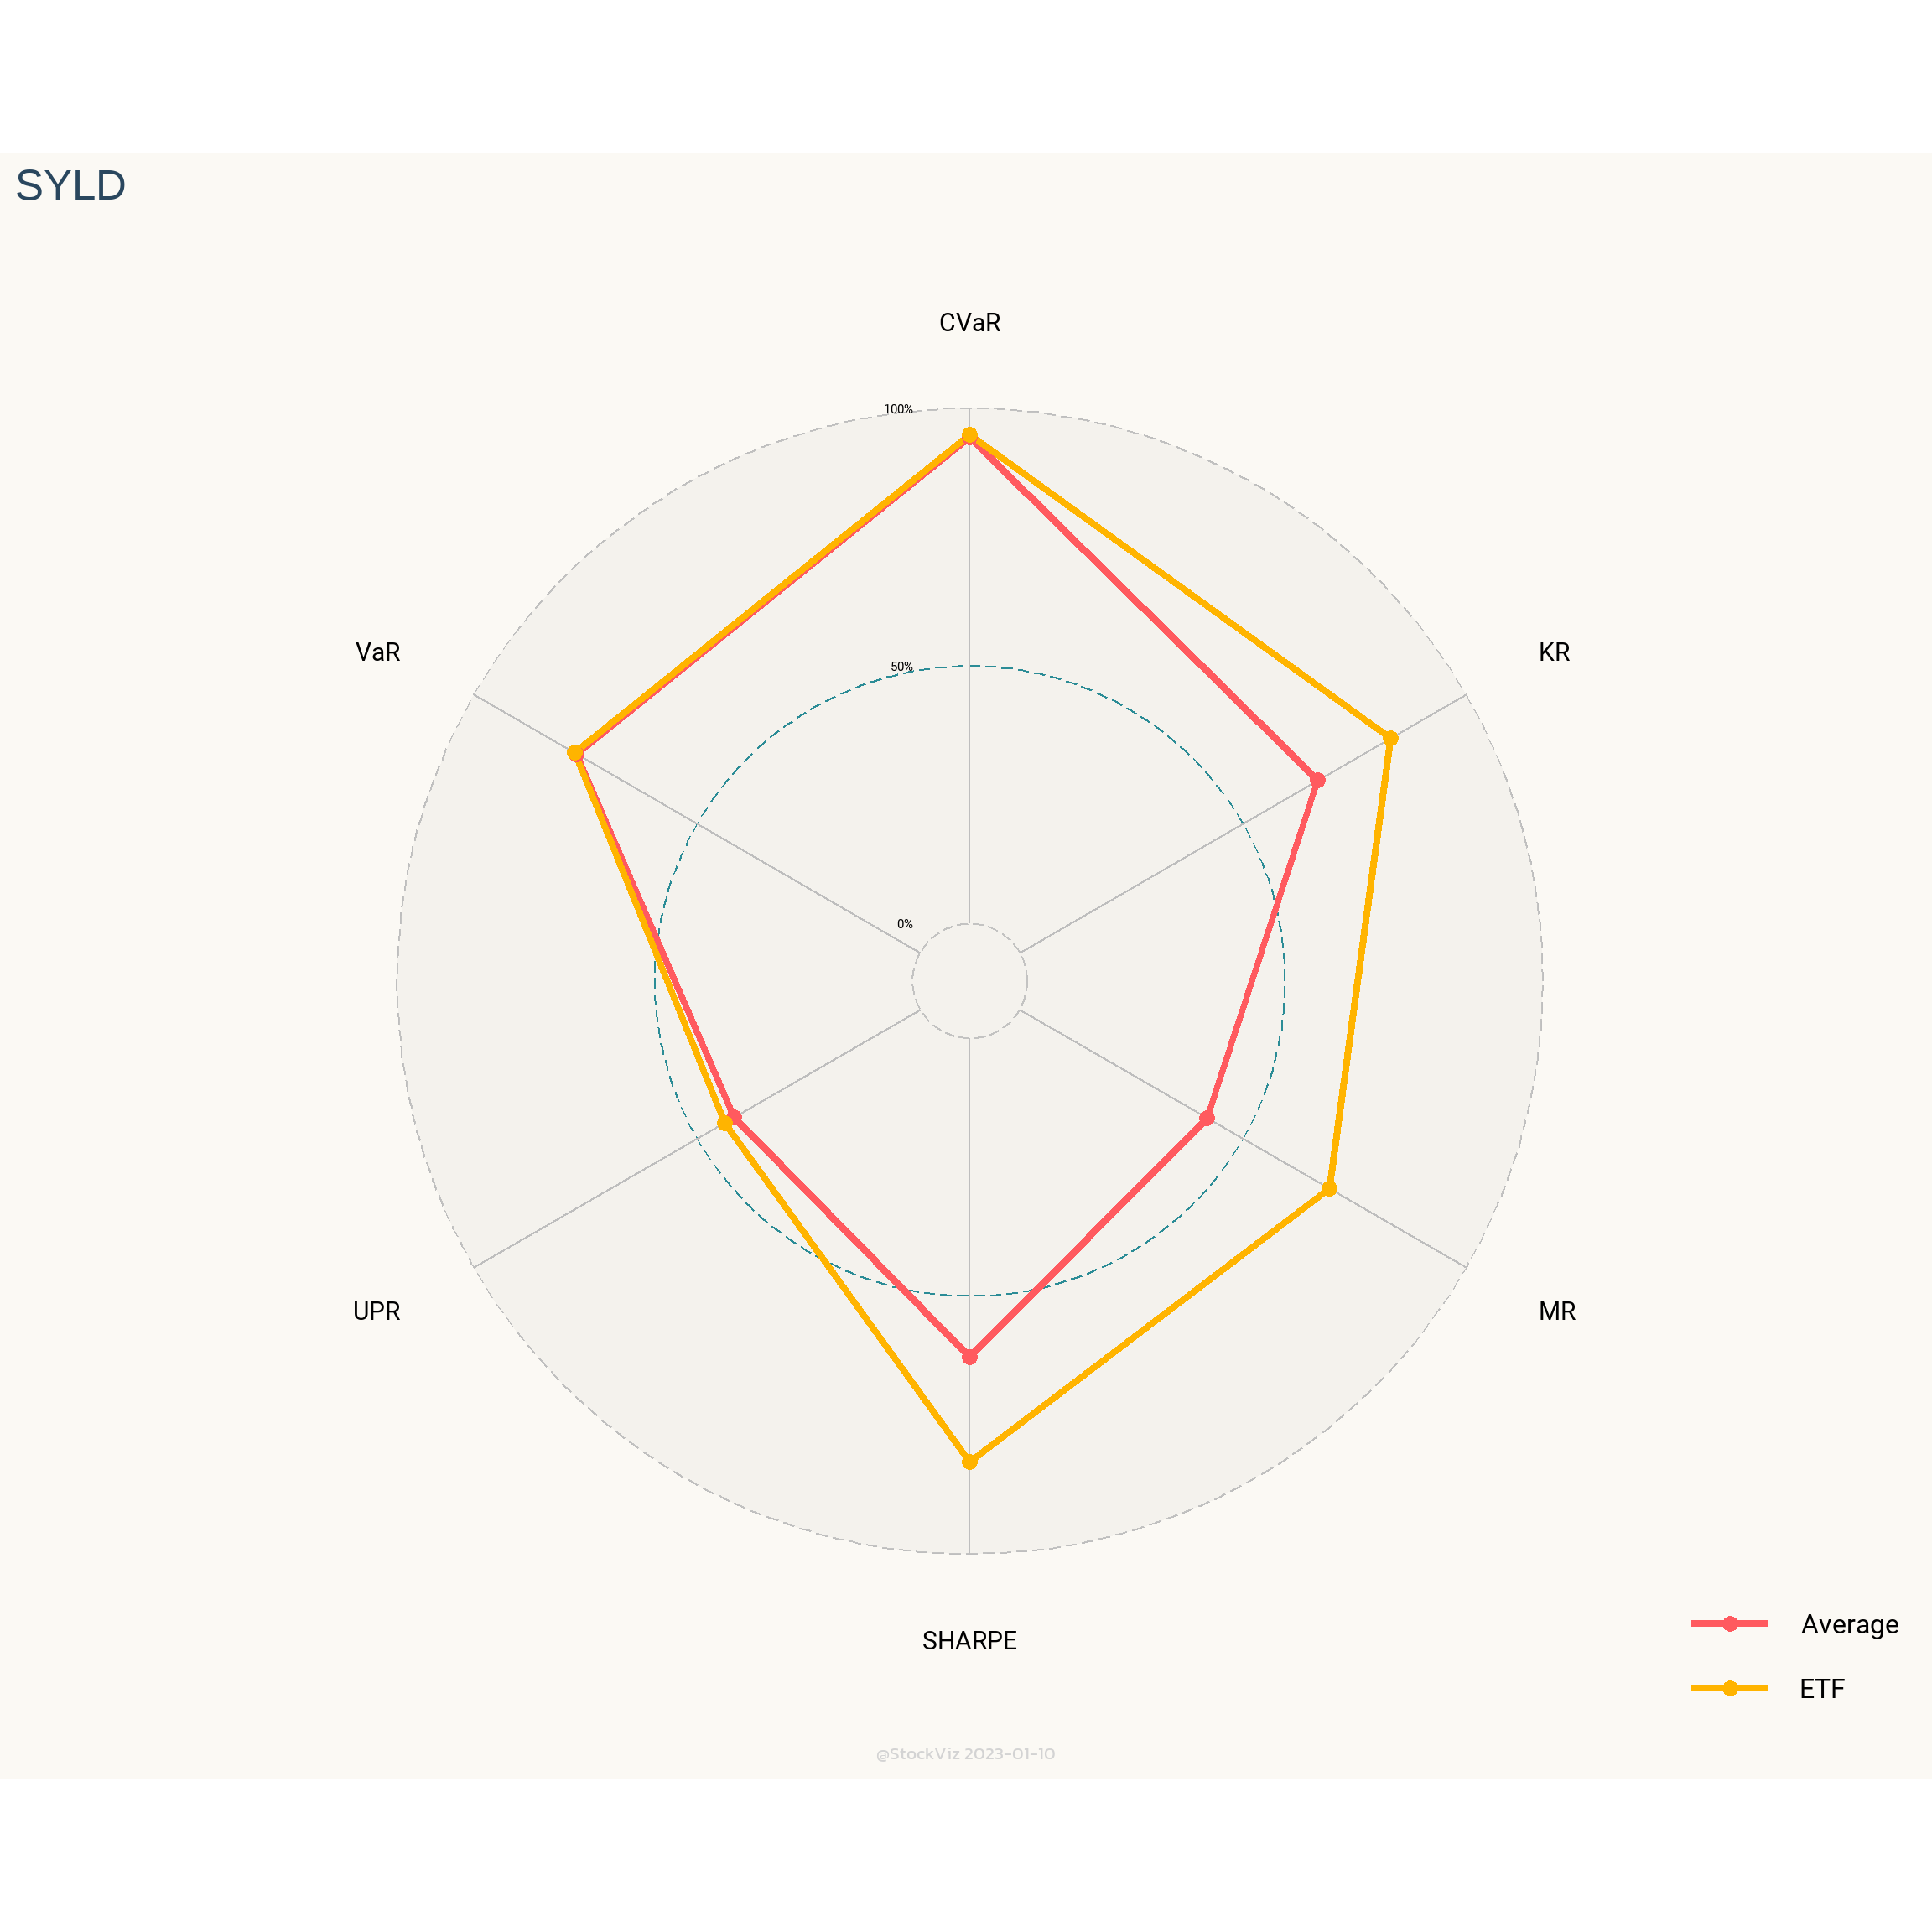 SYLD
CVaR
100%
VaR
KR
50%
0%
UPR
MR
SHARPE
Average
ETF
@StockViz 2023-01-10